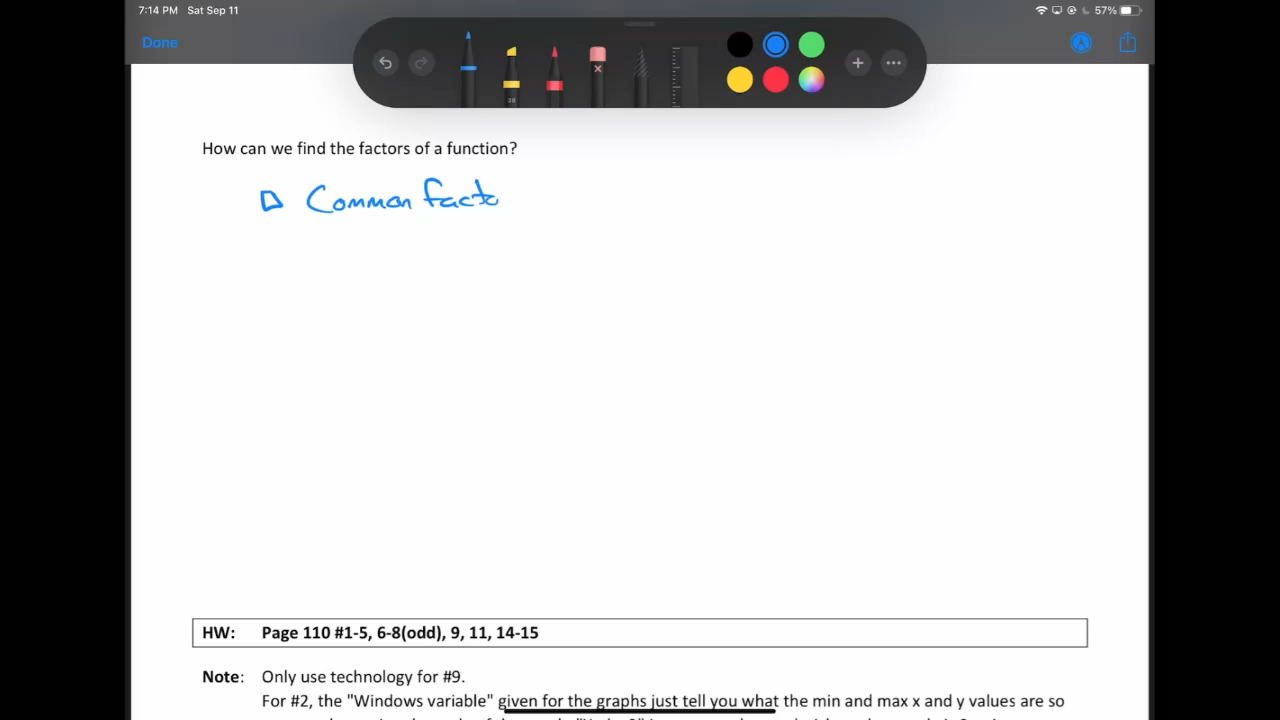 7:14 PM Sat Sep 11 57%
Done
How can we find the factors of a function?
Common facto
HW: Page 110 #1-5, 6-8(odd), 9, 11, 14-15
Note: Only use technology for #9.
For #2, the "Windows variable" given for the graphs just tell you what the min and max x and y values are so